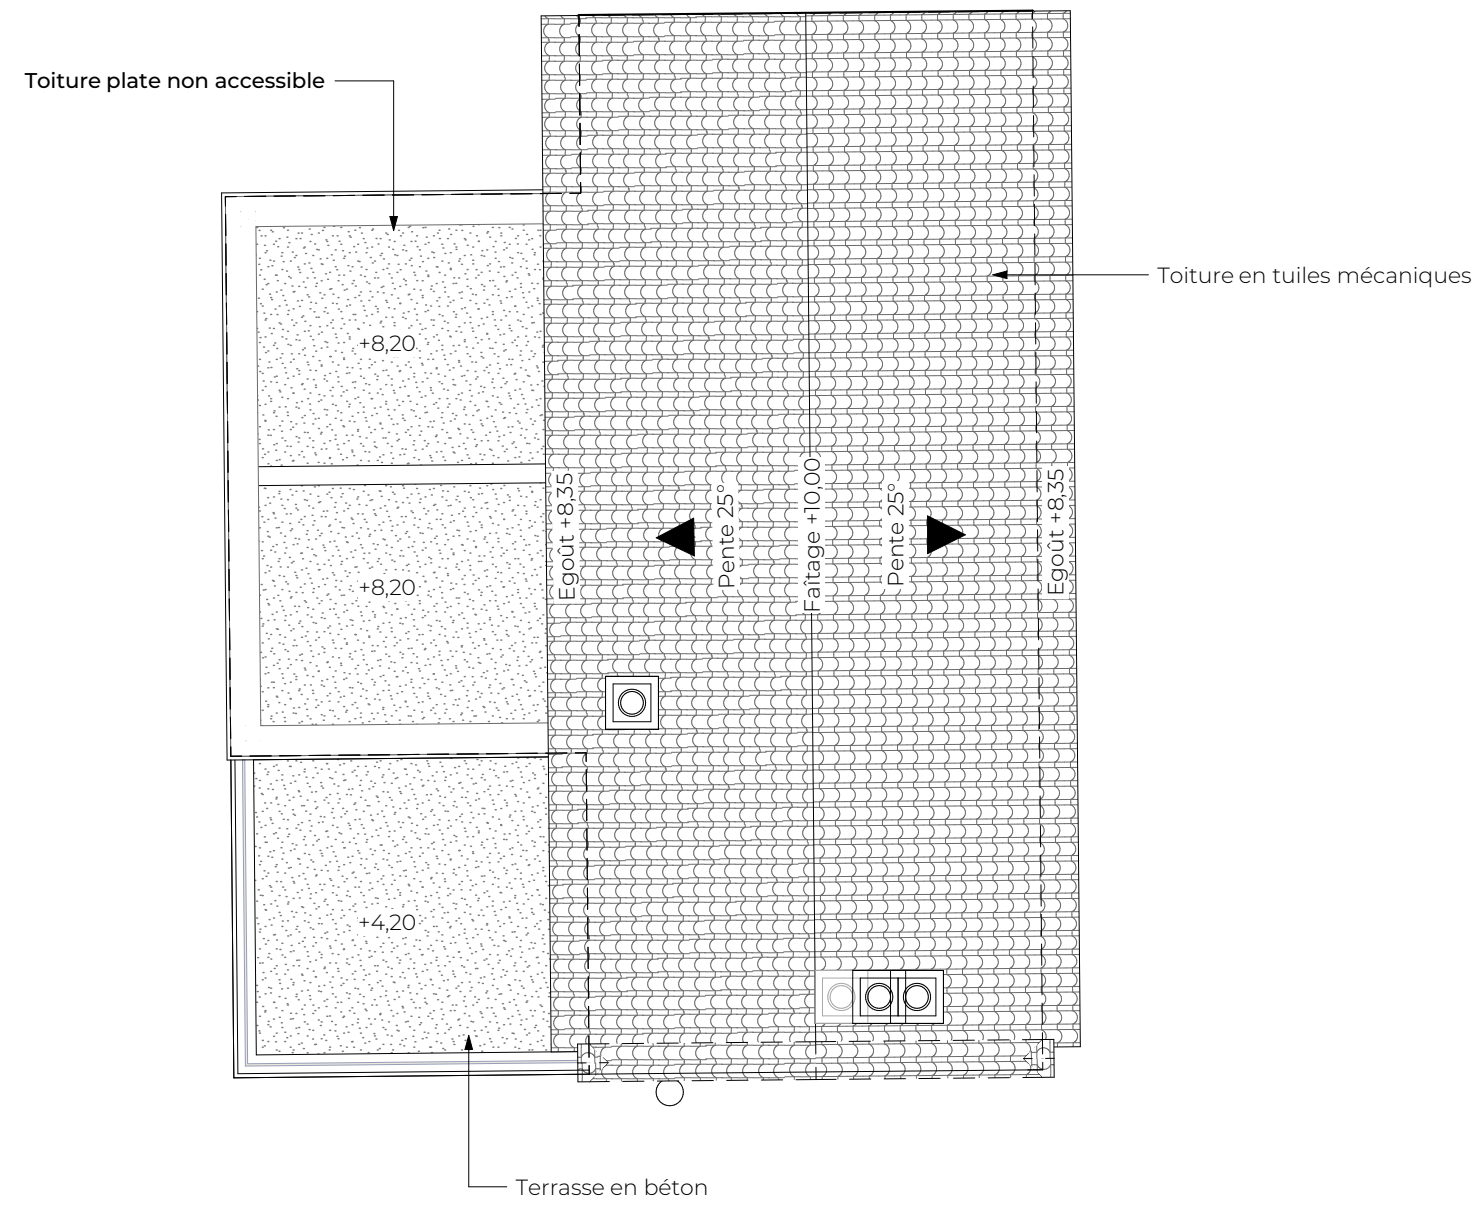 Toiture plate non accessible
Toiture en tuiles mécaniques
+8,20
Egoût +8,35
Pente 25°
Faîtage +10,00
Pente 25°
Egoût +8,35
+8,20
+4,20
Terrasse en béton